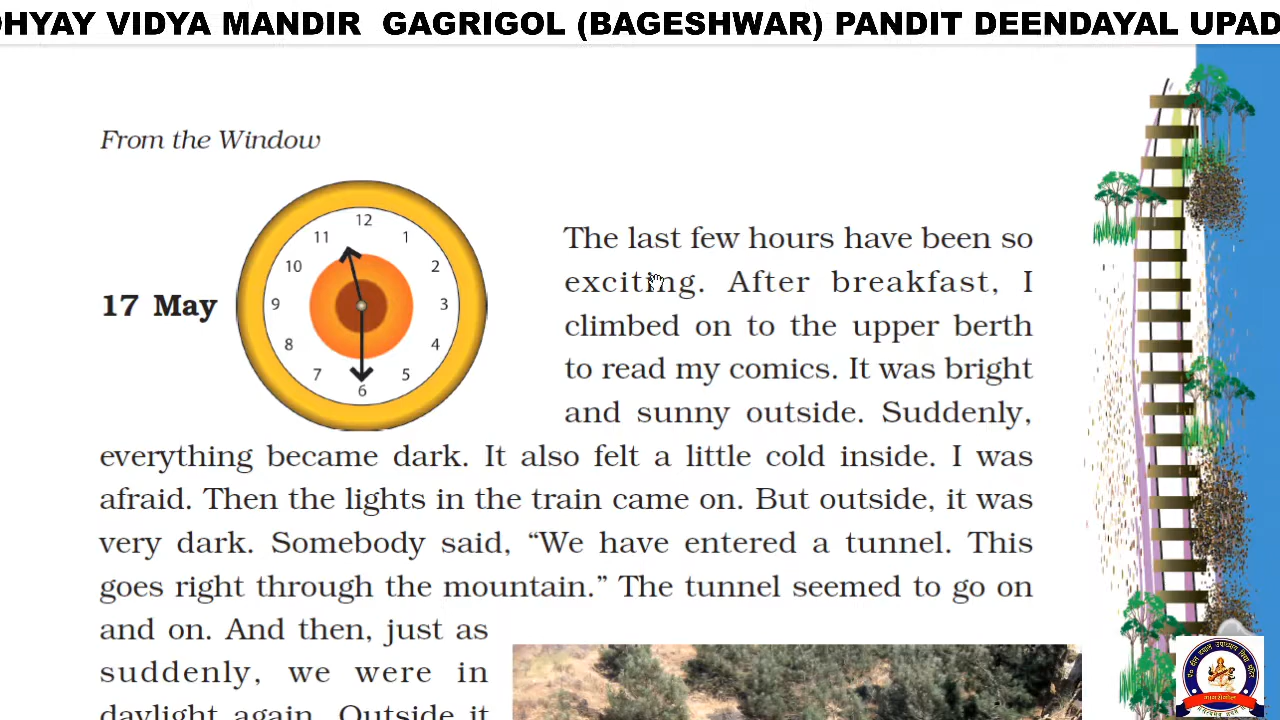 DHYAY VIDYA MANDIR GAGRIGOL (BAGESHWAR) PANDIT DEENDAYAL UPAD
From the Window
17 May
12
1
2
3
4
5
6
7
8
9
10
11
The last few hours have been so
exciting. After breakfast, I
climbed on to the upper berth
to read my comics. It was bright
and sunny outside. Suddenly,
everything became dark. It also felt a little cold inside. I was
afraid. Then the lights in the train came on. But outside, it was
very dark. Somebody said, “We have entered a tunnel. This
goes right through the mountain.” The tunnel seemed to go on
and on. And then, just as
suddenly, we were in
daylight again. Outside it